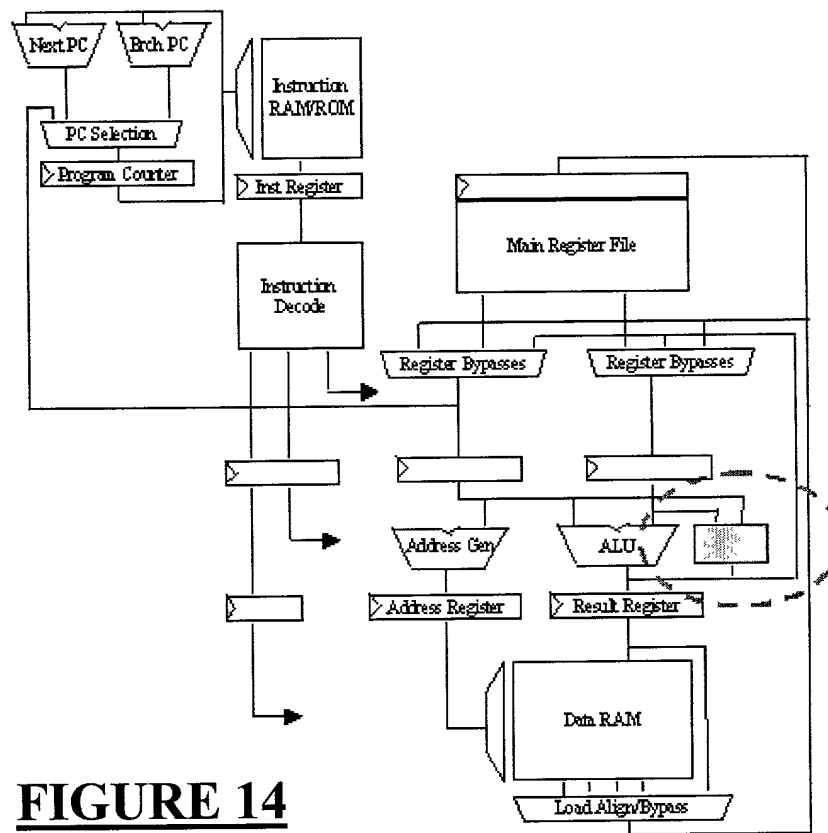 Next PC
Brch PC
Instruction
RAM/ROM
PC Selection
Program Counter
Inst Register
Main Register File
Instruction
Decode
Register Bypasses
Register Bypasses
Address Gen
ALU
Address Register
Result Register
Data RAM
Load Align/Bypass
FIGURE 14